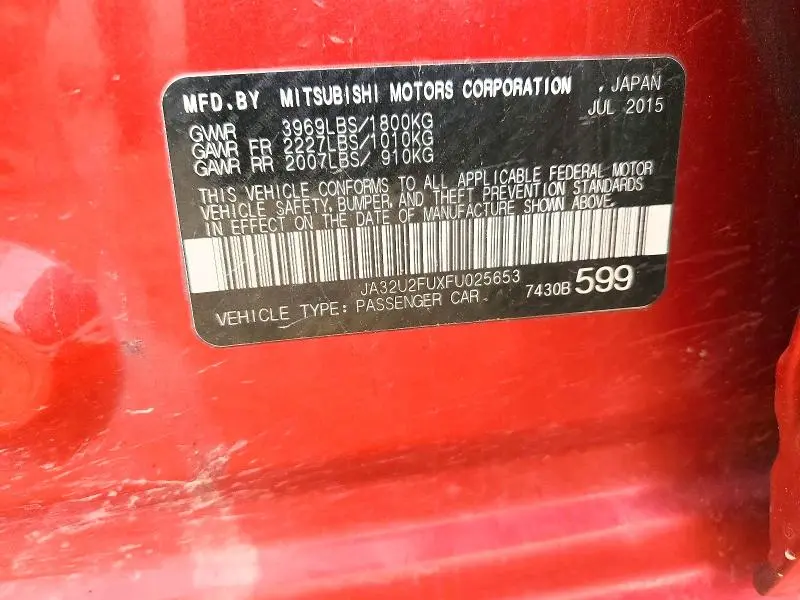 MFD.BY MITSUBISHI MOTORS CORPORATION , JAPAN
JUL 2015
GVWR 3969LBS/1800KG
GAWR FR 2227LBS/1010KG
GAWR RR 2007LBS/ 910KG
THIS VEHICLE CONFORMS TO ALL APPLICABLE FEDERAL MOTOR
VEHICLE SAFETY, BUMPER, AND THEFT PREVENTION STANDARDS
IN EFFECT ON THE DATE OF MANUFACTURE SHOWN ABOVE.
JA32U2FUXFU025653
VEHICLE TYPE: PASSENGER CAR 7430B 599